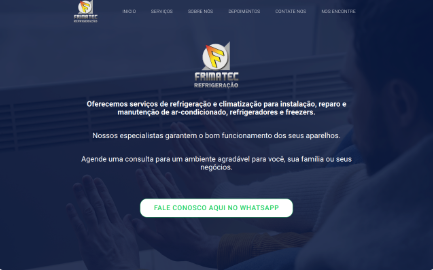 FRIMATEC
REFRIGERAÇÃO
INICIO SERVIÇOS SOBRE NÓS DEPOIMENTOS CONTATE NOS NOS ENCONTRE
FRIMATEC
REFRIGERAÇÃO
Oferecemos serviços de refrigeração e climatização para instalação, reparo e
manutenção de ar-condicionado, refrigeradores e freezers.
Nossos especialistas garantem o bom funcionamento dos seus aparelhos.
Agende uma consulta para um ambiente agradável para você, sua família ou seus
negócios.
FALE CONOSCO AQUI NO WHATSAPP